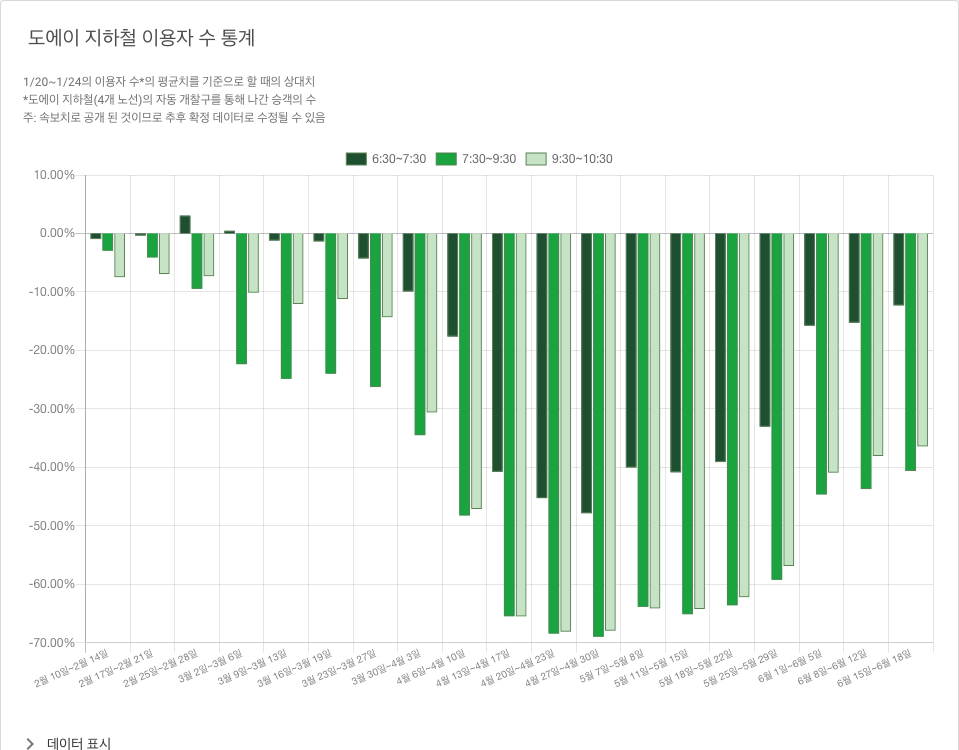 도에이 지하철 이용자 수 통계
1/20~1/24의 이용자 수*의 평균치를 기준으로 할 때의 상대치
*도에이 지하철(4개 노선)의 자동 개찰구를 통해 나간 승객의 수
주: 속보치로 공개 된 것이므로 추후 확정 데이터로 수정될 수 있음
6:30~7:30 7:30~9:30 9:30~10:30
10.00%
0.00%
-10.00%
-20.00%
-30.00%
-40.00%
-50.00%
-60.00%
-70.00%
2월 10일~2월 14일
2월 17일~2월 21일
2월 25일~2월 28일
3월 2일~3월 6일
3월 9일~3월 13일
3월 16일~3월 19일
3월 23일~3월 27일
3월 30일~4월 3일
4월 6일~4월 10일
4월 13일~4월 17일
4월 20일~4월 23일
4월 27일~4월 30일
5월 7일~5월 8일
5월 11일~5월 15일
5월 18일~5월 22일
5월 25일~5월 29일
6월 1일~6월 5일
6월 8일~6월 12일
6월 15일~6월 18일
데이터 표시